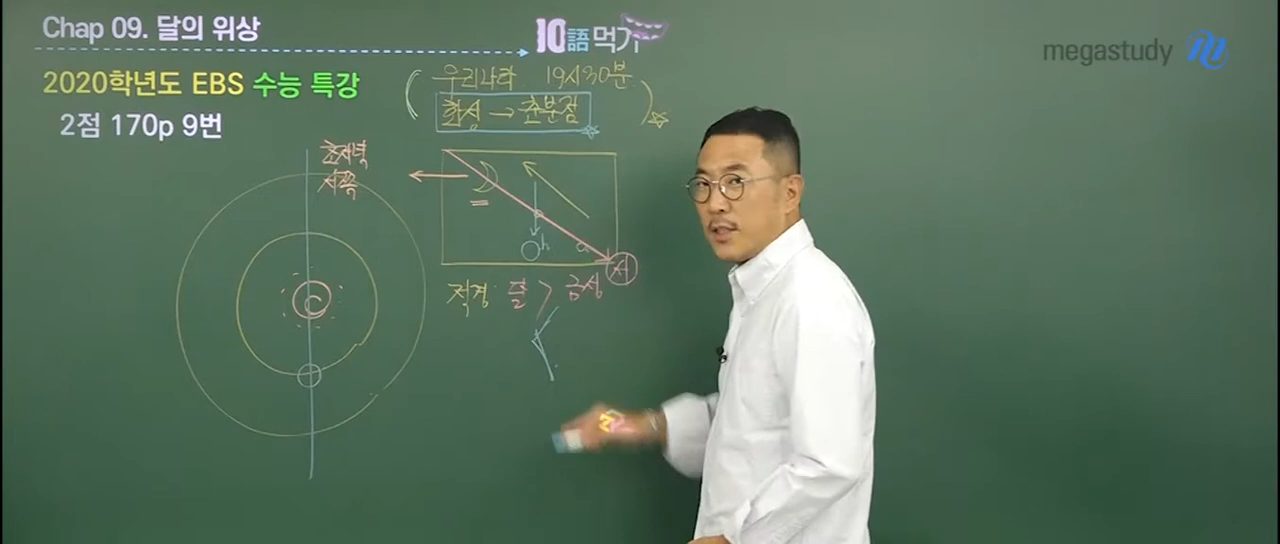 Chap 09. 달의 위상
10語 먹기
megastudy
2020학년도 EBS 수능 특강
2점 170p 9번
우리나라 19시30분
화성 → 춘분점
초저녁
서쪽
h
a
서
적경: 달 > 금성